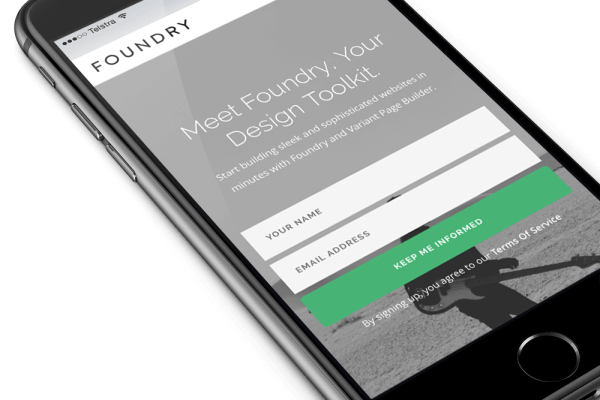 Telstra
FOUNDRY
Meet Foundry, Your
Design Toolkit.
Start building sleek and sophisticated websites in
minutes with Foundry and Variant Page Builder.
YOUR NAME
EMAIL ADDRESS
KEEP ME INFORMED
By signing up, you agree to our Terms Of Service